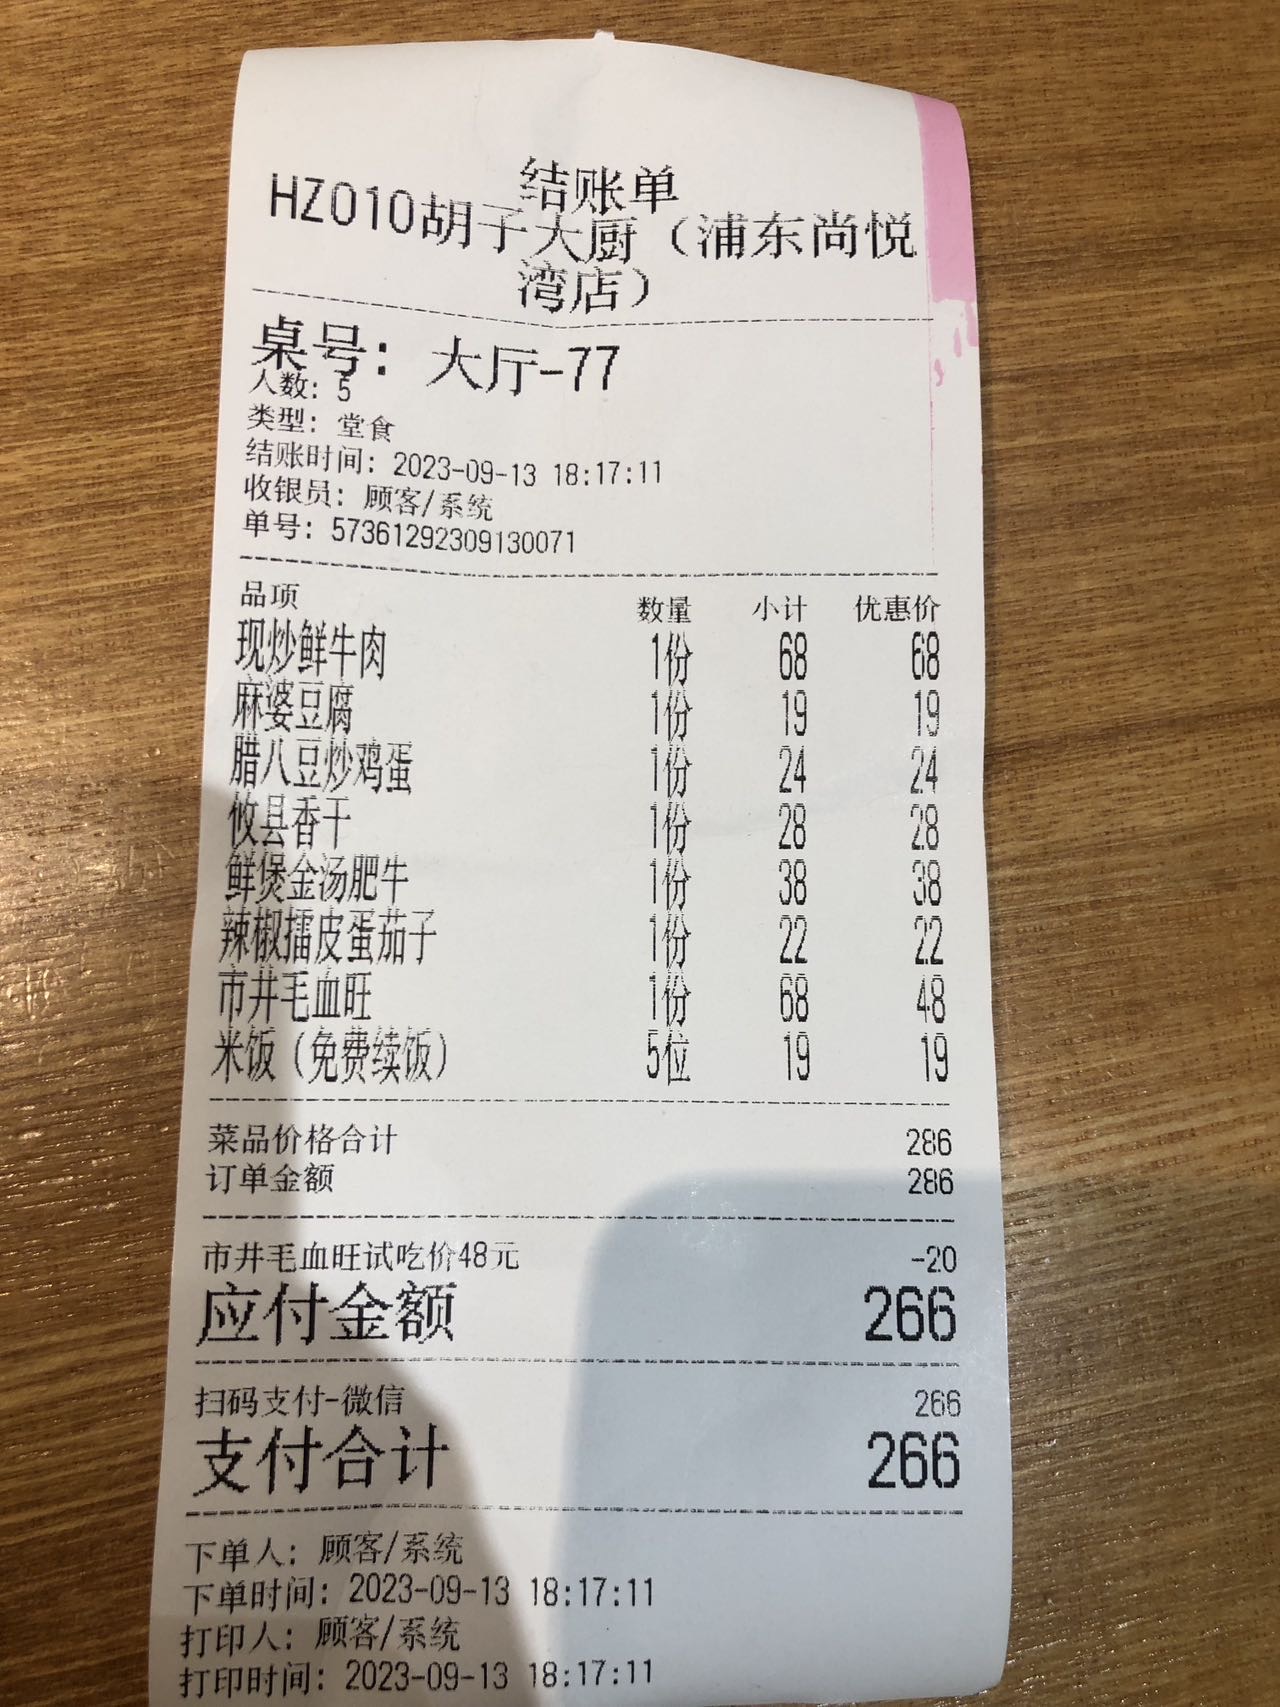 结账单
HZ010胡子大厨（浦东尚悦
湾店）
桌号：大厅-77
人数：5
类型：堂食
结账时间：2023-09-13 18:17:11
收银员：顾客/系统
单号：573612922309130071
品项 数量 小计 优惠价
现炒鲜牛肉 1份 68 68
麻婆豆腐 1份 19 19
腊八豆炒鸡蛋 1份 24 24
攸县香干 1份 28 28
鲜煲金汤肥牛 1份 38 38
辣椒擂皮蛋茄子 1份 22 22
市井毛血旺 1份 68 48
米饭（免费续饭） 5位 19 19
菜品价格合计 286
订单金额 286
市井毛血旺试吃价48元 -20
应付金额 266
扫码支付-微信 266
支付合计 266
下单人：顾客/系统
下单时间：2023-09-13 18:17:11
打印人：顾客/系统
打印时间：2023-09-13 18:17:11